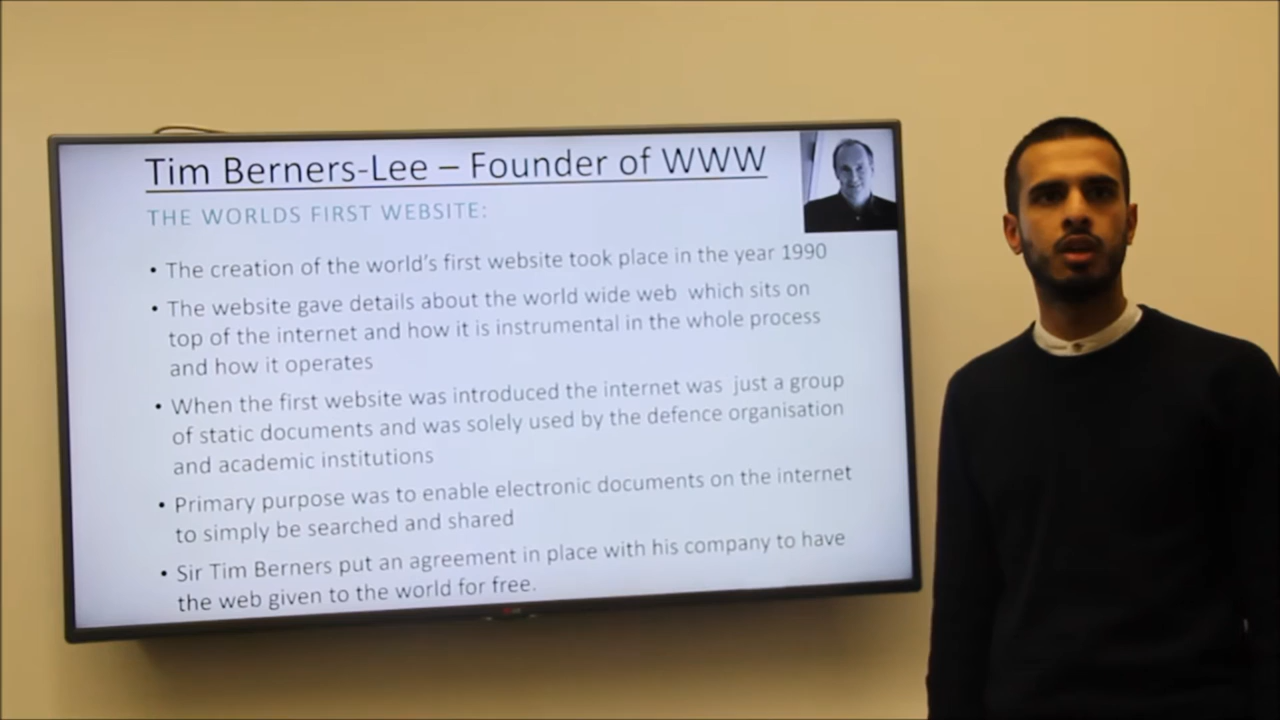 Tim Berners-Lee – Founder of WWW
THE WORLDS FIRST WEBSITE:
• The creation of the world's first website took place in the year 1990
• The website gave details about the world wide web which sits on
top of the internet and how it is instrumental in the whole process
and how it operates
• When the first website was introduced the internet was just a group
of static documents and was solely used by the defence organisation
and academic institutions
• Primary purpose was to enable electronic documents on the internet
to simply be searched and shared
• Sir Tim Berners put an agreement in place with his company to have
the web given to the world for free.